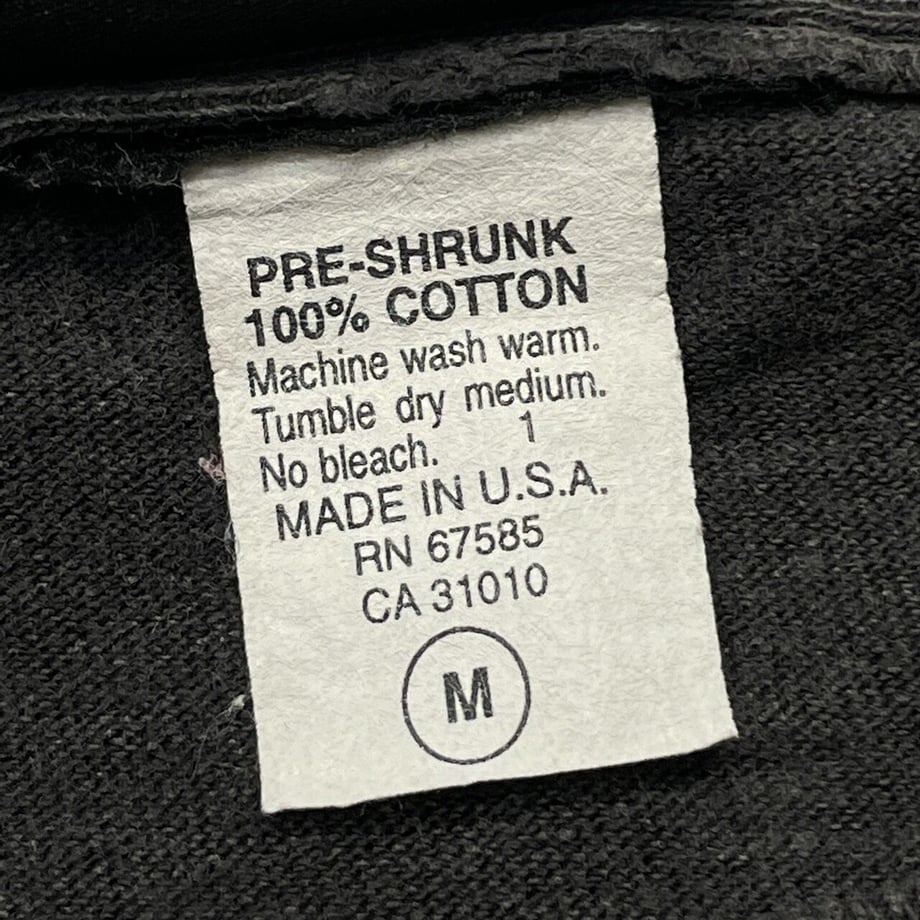 PRE-SHRUNK
100% COTTON
Machine wash warm.
Tumble dry medium.
No bleach. 1
MADE IN U.S.A.
RN 67585
CA 31010
M